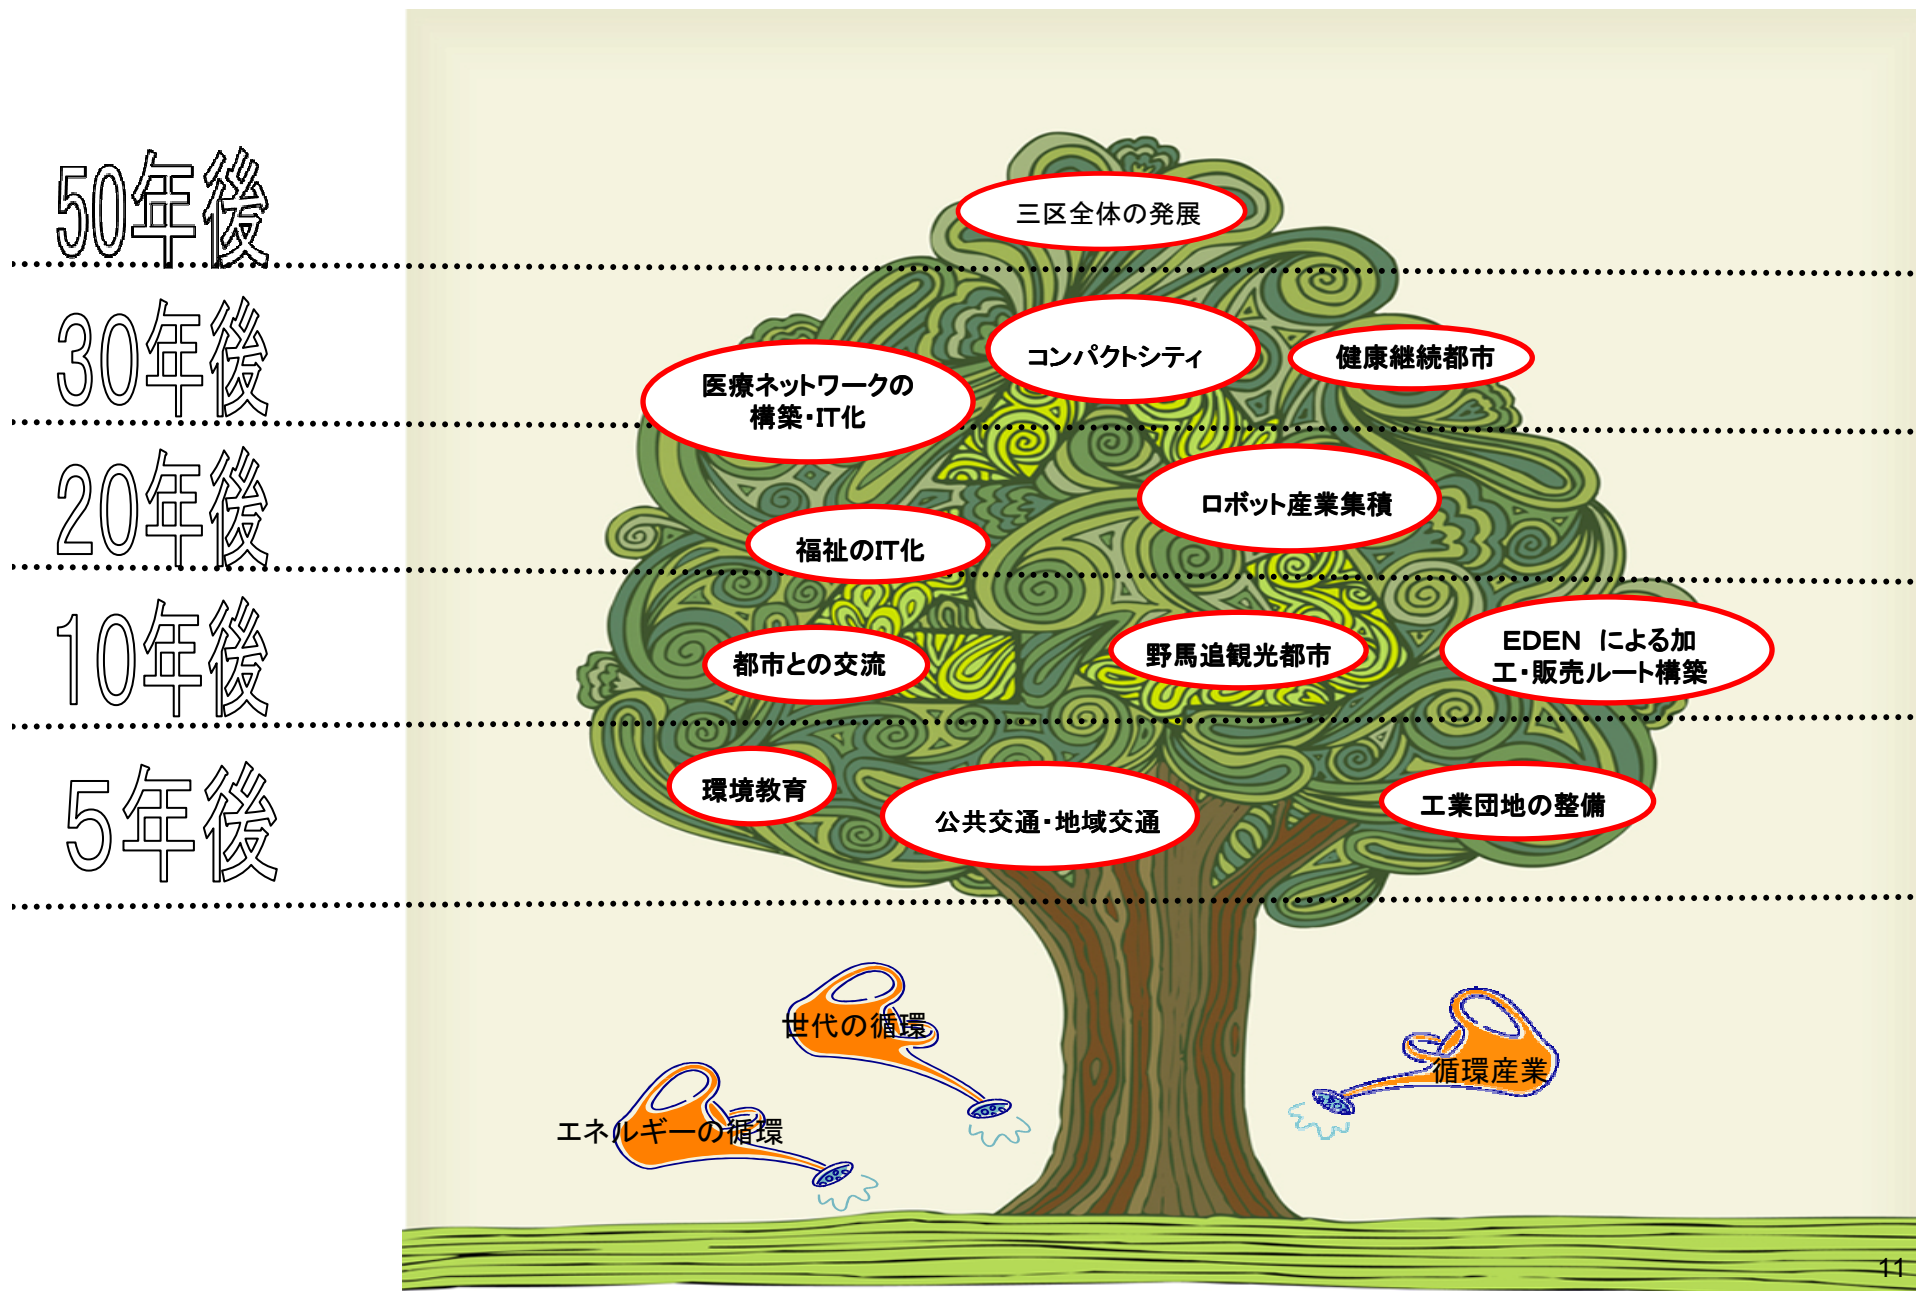 50年後
三区全体の発展
30年後
コンパクトシティ
健康継続都市
医療ネットワークの
構築・IT化
20年後
ロボット産業集積
福祉のIT化
10年後
都市との交流
野馬追観光都市
EDEN による加
工・販売ルート構築
5年後
環境教育
公共交通・地域交通
工業団地の整備
世代の循環
循環産業
エネルギーの循環
11